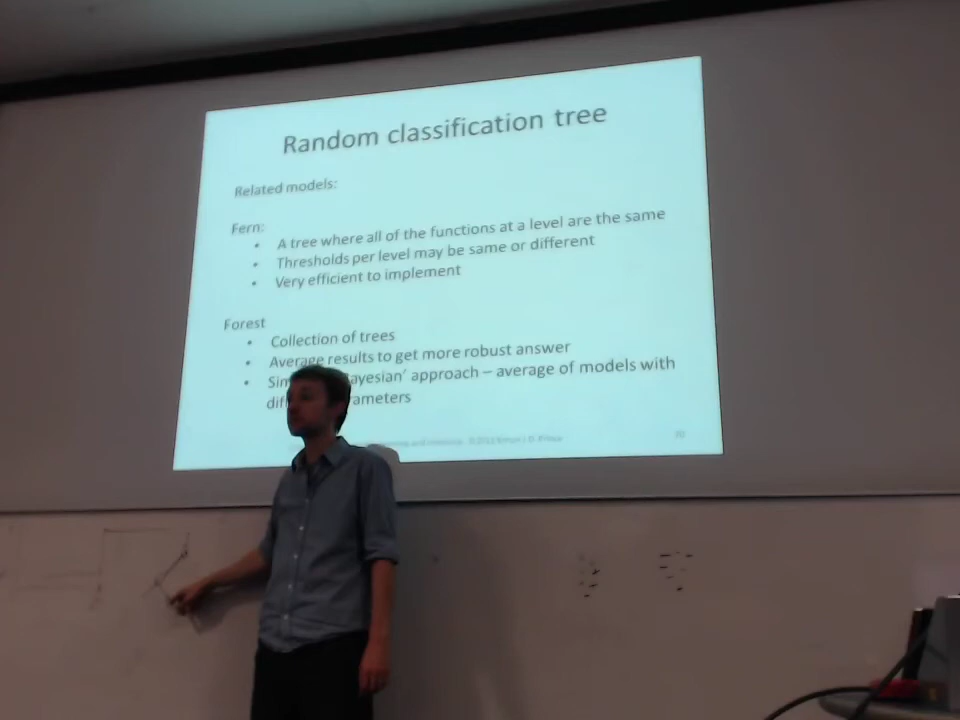 Random classification tree
Related models:
Fern:
• A tree where all of the functions at a level are the same
• Thresholds per level may be same or different
• Very efficient to implement
Forest
• Collection of trees
• Average results to get more robust answer
• approach – average of models with